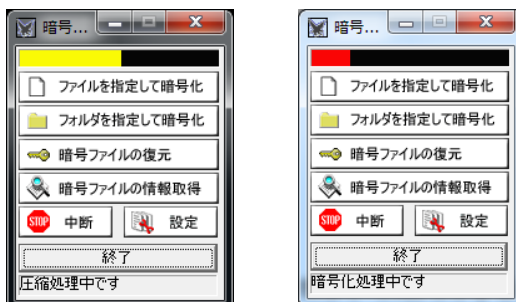 暗号...
ファイルを指定して暗号化
フォルダを指定して暗号化
暗号ファイルの復元
暗号ファイルの情報取得
STOP 中断 設定
終了
圧縮処理中です
暗号...
ファイルを指定して暗号化
フォルダを指定して暗号化
暗号ファイルの復元
暗号ファイルの情報取得
STOP 中断 設定
終了
暗号化処理中です